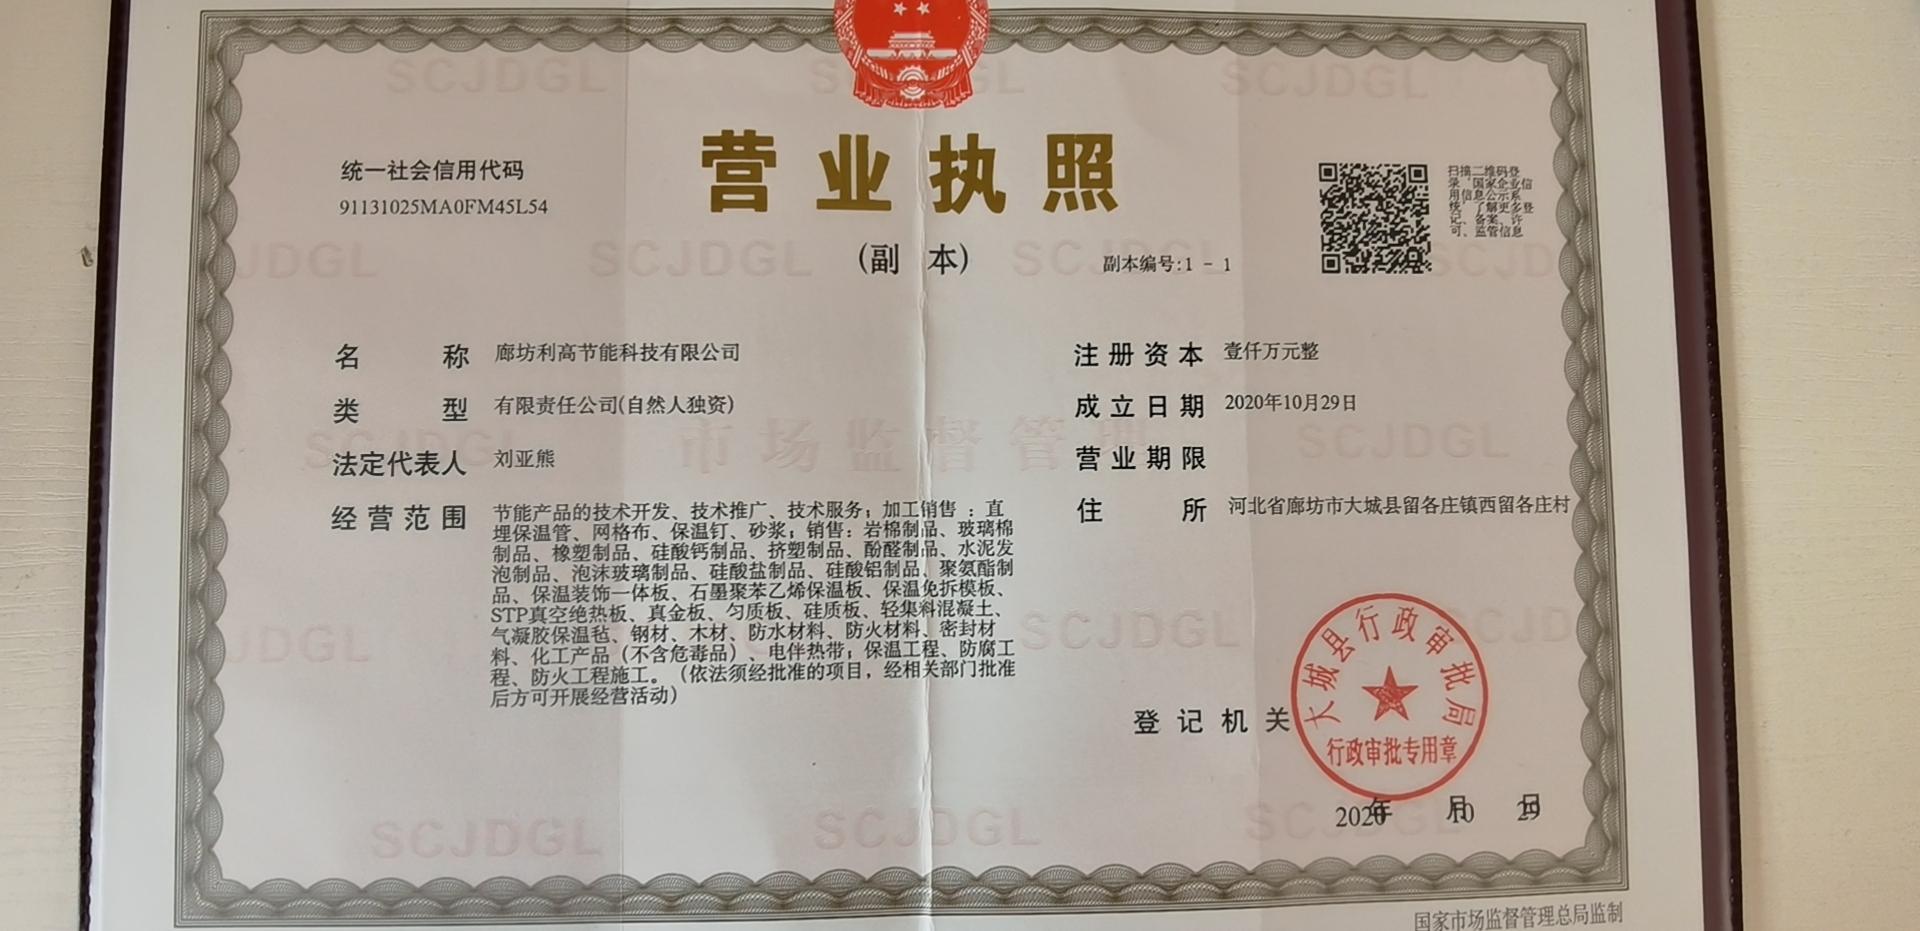 营业执照
(副 本)
副本编号:1 - 1
统一社会信用代码
91131025MA0FM45L54
扫描二维码登
录‘国家企业信
用信息公示系
统’了解更多登
记、备案、许
可、监管信息
名 称 廊坊利高节能科技有限公司
类 型 有限责任公司(自然人独资)
法定代表人 刘亚熊
经营范围 节能产品的技术开发、技术推广、技术服务；加工销售：直
埋保温管、网格布、保温钉、砂浆；销售：岩棉制品、玻璃棉
制品、橡塑制品、硅酸钙制品、挤塑制品、酚醛制品、水泥发
泡制品、泡沫玻璃制品、硅酸盐制品、硅酸铝制品、聚氨酯制
品、保温装饰一体板、石墨聚苯乙烯保温板、保温免拆模板、
STP真空绝热板、真金板、匀质板、硅质板、轻集料混凝土、
气凝胶保温毡、钢材、木材、防水材料、防火材料、密封材
料、化工产品（不含危毒品）、电伴热带；保温工程、防腐工
程、防火工程施工。（依法须经批准的项目，经相关部门批准
后方可开展经营活动）
注册资本 壹仟万元整
成立日期 2020年10月29日
营业期限
住 所 河北省廊坊市大城县留各庄镇西留各庄村
登记机关
大城县行政审批局
行政审批专用章
2020年 10月 29日
国家市场监督管理总局监制
SCJDGL
市场监督管理